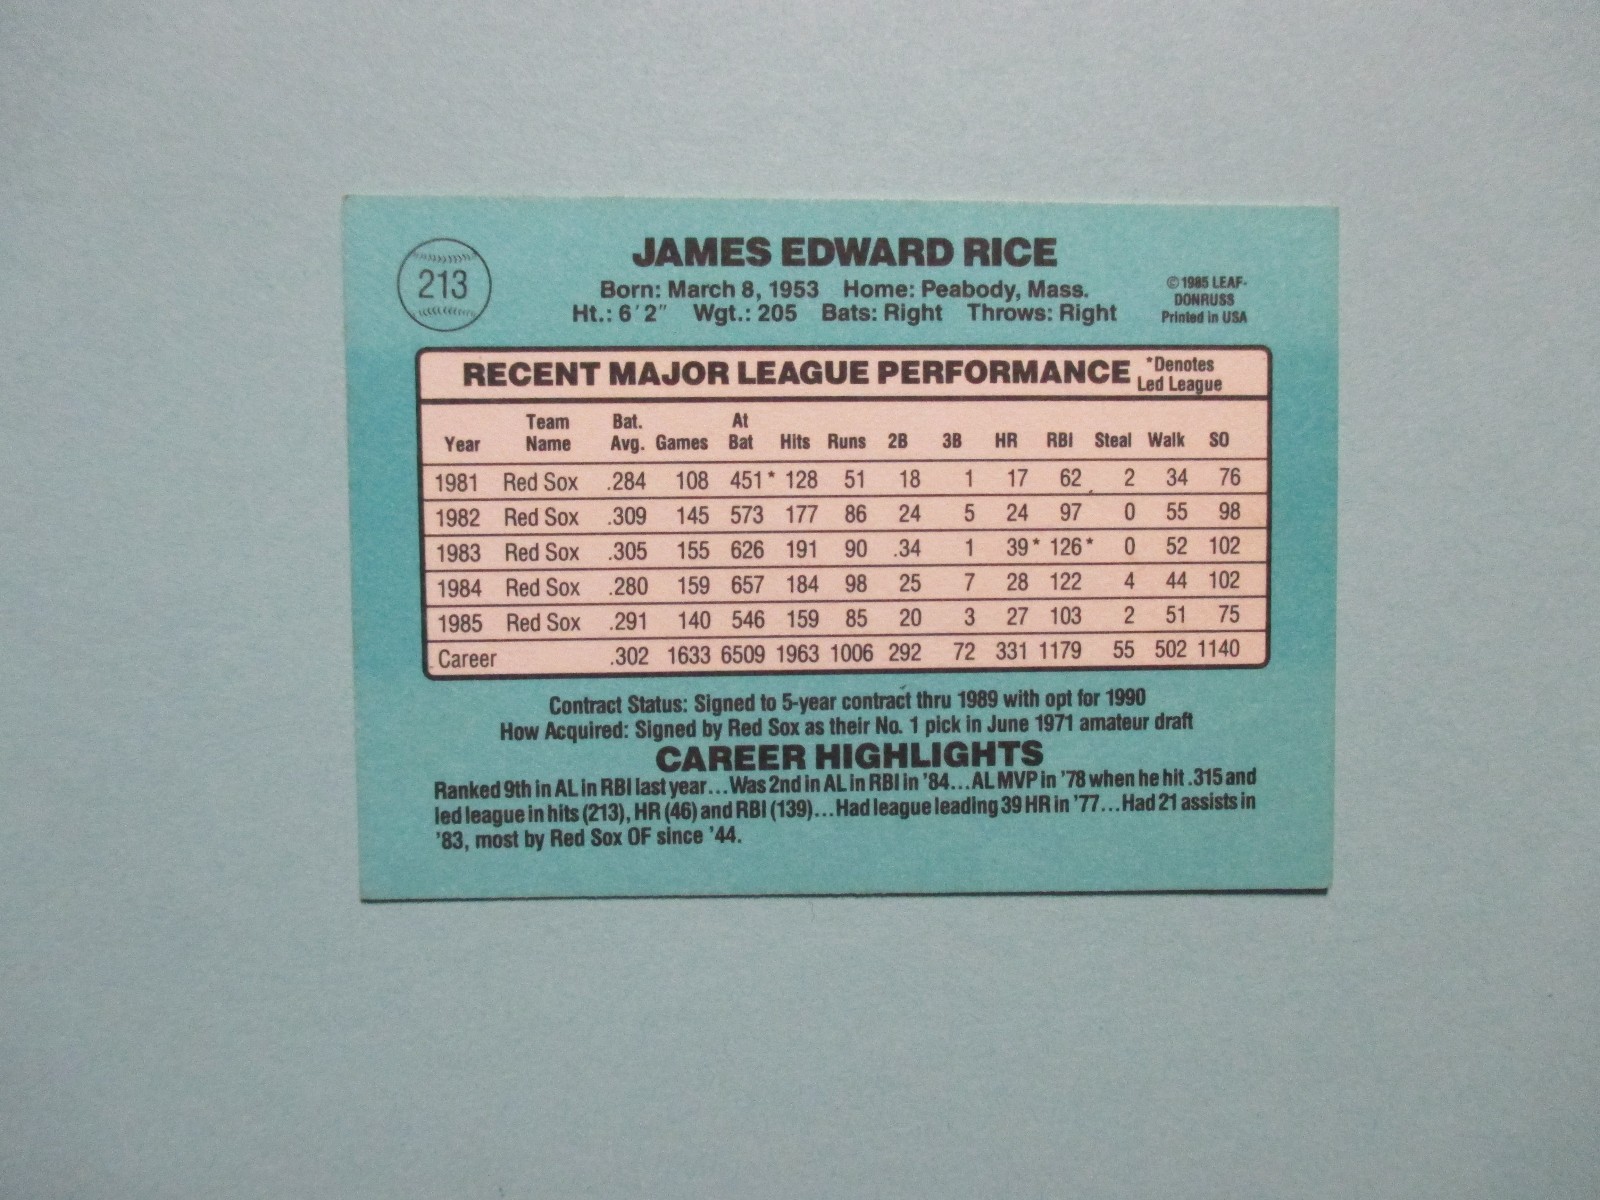 213
JAMES EDWARD RICE
Born: March 8, 1953 Home: Peabody, Mass.
Ht.: 6'2" Wgt.: 205 Bats: Right Throws: Right
©1985 LEAF-
DONRUSS
Printed in USA
RECENT MAJOR LEAGUE PERFORMANCE *Denotes Led League
Year Team Name Bat. Avg. Games At Bat Hits Runs 2B 3B HR RBI Steal Walk SO
1981 Red Sox .284 108 451* 128 51 18 1 17 62 2 34 76
1982 Red Sox .309 145 573 177 86 24 5 24 97 0 55 98
1983 Red Sox .305 155 626 191 90 .34 1 39* 126* 0 52 102
1984 Red Sox .280 159 657 184 98 25 7 28 122 4 44 102
1985 Red Sox .291 140 546 159 85 20 3 27 103 2 51 75
Career .302 1633 6509 1963 1006 292 72 331 1179 55 502 1140
Contract Status: Signed to 5-year contract thru 1989 with opt for 1990
How Acquired: Signed by Red Sox as their No. 1 pick in June 1971 amateur draft
CAREER HIGHLIGHTS
Ranked 9th in AL in RBI last year...Was 2nd in AL in RBI in '84...AL MVP in '78 when he hit .315 and
led league in hits (213), HR (46) and RBI (139)...Had league leading 39 HR in '77...Had 21 assists in
'83, most by Red Sox OF since '44.